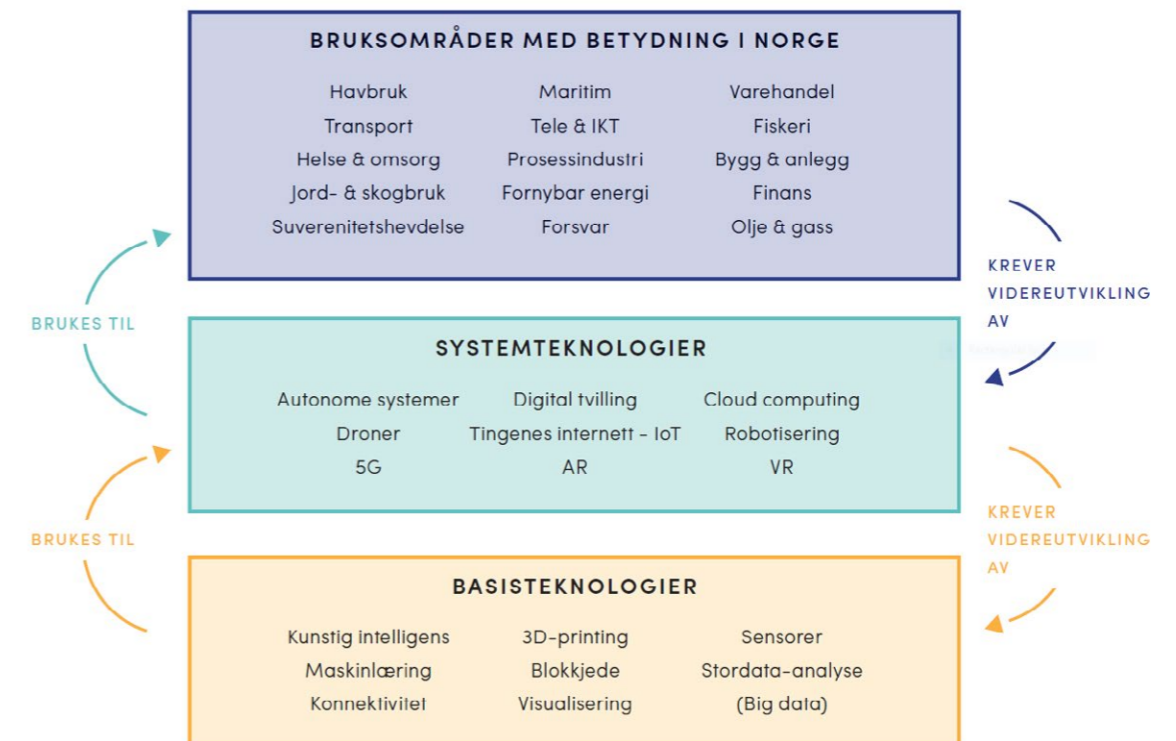 BRUKSOMRÅDER MED BETYDNING I NORGE
Havbruk Maritim Varehandel
Transport Tele & IKT Fiskeri
Helse & omsorg Prosessindustri Bygg & anlegg
Jord- & skogbruk Fornybar energi Finans
Suverenitetshevdelse Forsvar Olje & gass
BRUKES TIL
KREVER
VIDEREUTVIKLING
AV
SYSTEMTEKNOLOGIER
Autonome systemer Digital tvilling Cloud computing
Droner Tingenes internett - IoT Robotisering
5G AR VR
BRUKES TIL
KREVER
VIDEREUTVIKLING
AV
BASISTEKNOLOGIER
Kunstig intelligens 3D-printing Sensorer
Maskinlæring Blokkjede Stordata-analyse
Konnektivitet Visualisering (Big data)